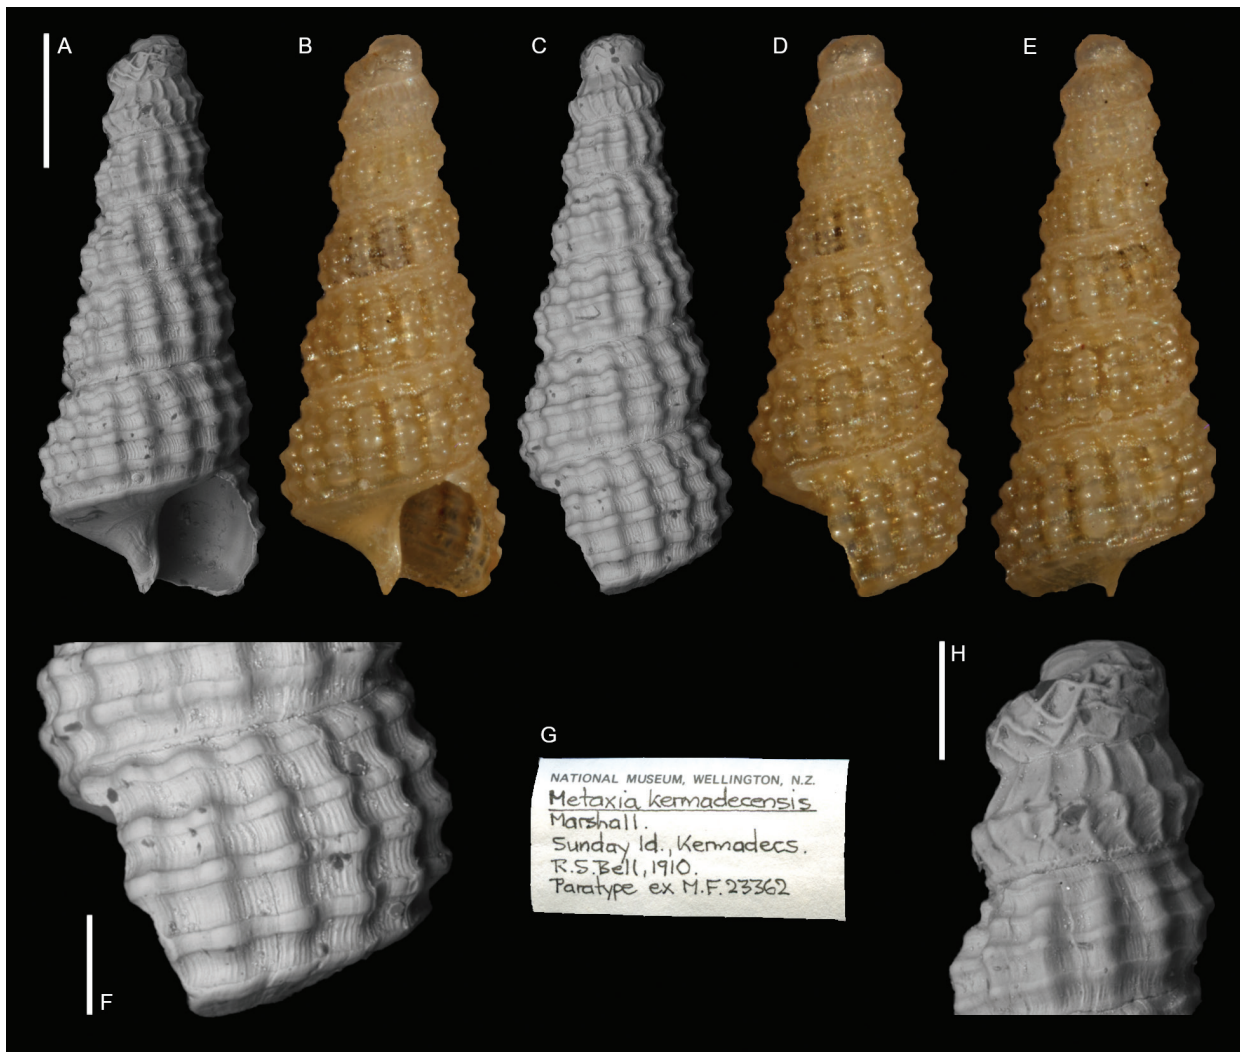 A
B
C
D
E
F
G
H
NATIONAL MUSEUM, WELLINGTON, N.Z.
Metaxia kermadecensis
Marshall.
Sunday Id., Kermadecs.
R.S.Bell, 1910.
Paratype ex M.F.23362